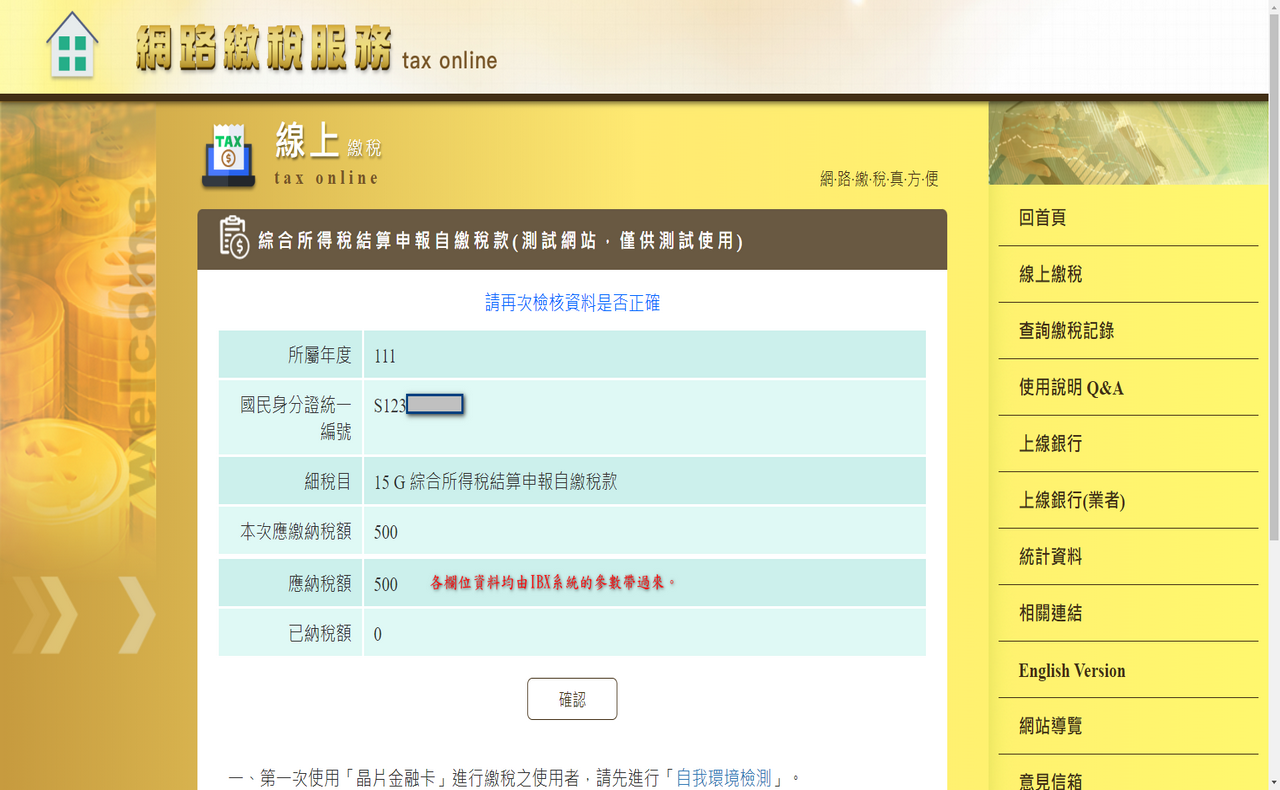 網路繳稅服務 tax online
線上 繳稅
tax online
TAX
網‧路‧繳‧稅‧真‧方‧便
welcome
綜合所得稅結算申報自繳稅款(測試網站，僅供測試使用)
請再次檢核資料是否正確
所屬年度 111
國民身分證統一 S123
編號
細稅目 15 G 綜合所得稅結算申報自繳稅款
本次應繳納稅額 500
應納稅額 500 各欄位資料均由IBX系統的參數帶過來。
已納稅額 0
確認
一、第一次使用「晶片金融卡」進行繳稅之使用者，請先進行「自我環境檢測」。
回首頁
線上繳稅
查詢繳稅記錄
使用說明 Q&A
上線銀行
上線銀行(業者)
統計資料
相關連結
English Version
網站導覽
意見信箱